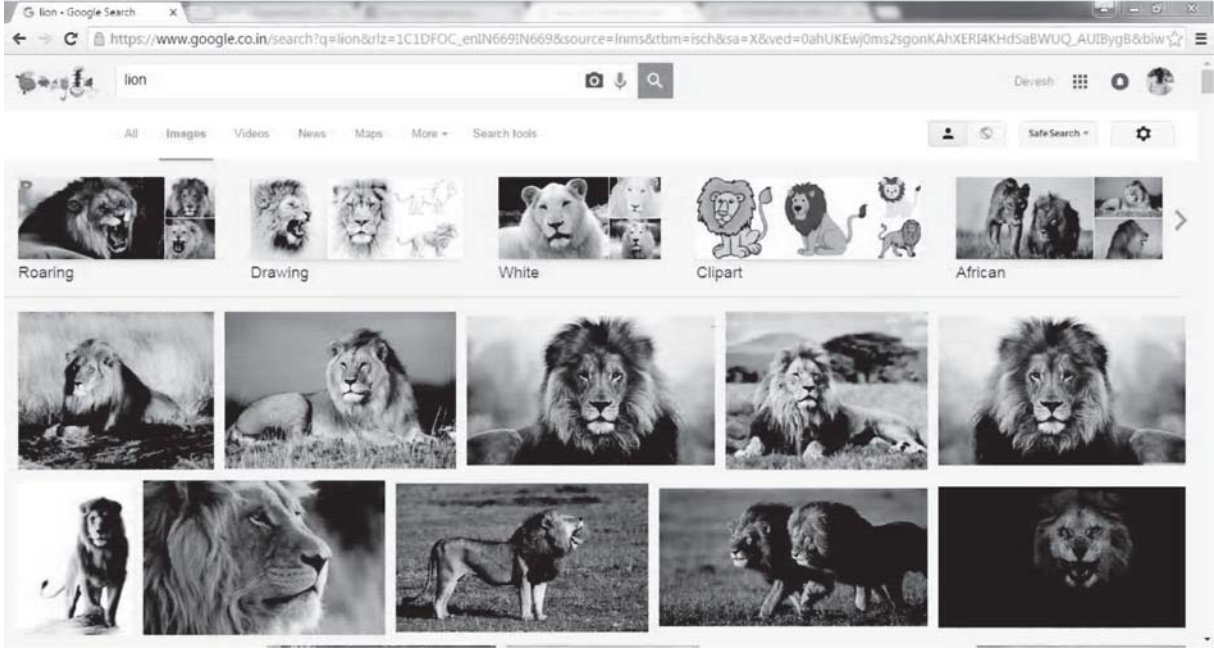 G lion - Google Search
https://www.google.co.in/search?q=lion&rlz=1C1DFOC_enIN669IN669&source=lnms&tbm=isch&sa=X&ved=0ahUKEwj0ms2sgonKAhXERI4KHdSaBWUQ_AUIBygB&biw
lion
Devesh
All Images Videos News Maps More Search tools
SafeSearch
Roaring Drawing White Clipart African